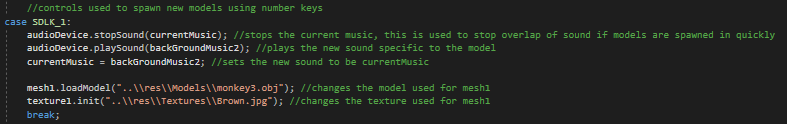 //controls used to spawn new models using number keys
case SDLK_1:
audioDevice.stopSound(currentMusic); //stops the current music, this is used to stop overlap of sound if models are spawned in quickly
audioDevice.playSound(backGroundMusic2); //plays the new sound specific to the model
currentMusic = backGroundMusic2; //sets the new sound to be currentMusic
mesh1.loadModel("..\\res\\Models\\monkey3.obj"); //changes the model used for mesh1
texture1.init("..\\res\\Textures\\Brown.jpg"); //changes the texture used for mesh1
break;